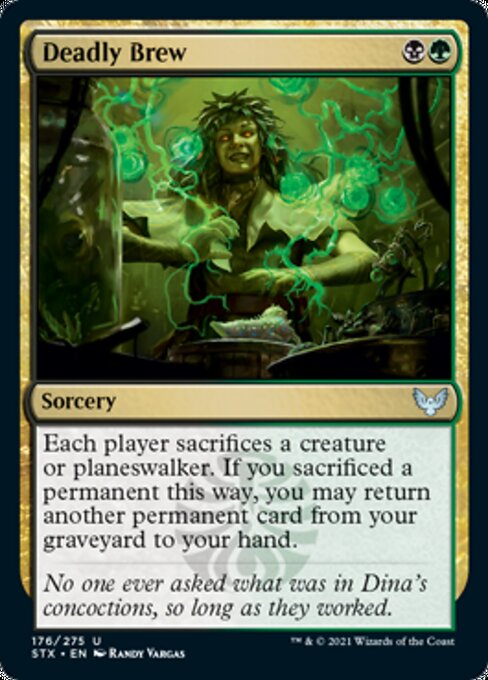 Deadly Brew
Sorcery
Each player sacrifices a creature
or planeswalker. If you sacrificed a
permanent this way, you may return
another permanent card from your
graveyard to your hand.
No one ever asked what was in Dina's
concoctions, so long as they worked.
176/275 U
STX • EN RANDY VARGAS
™ & © 2021 Wizards of the Coast